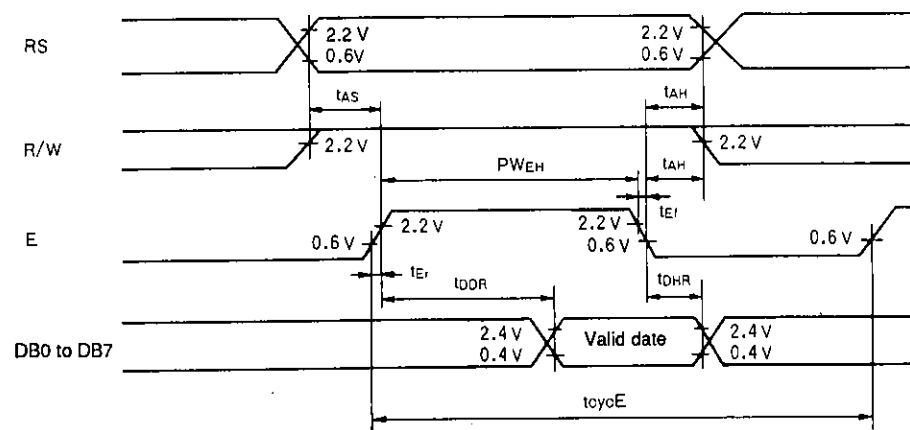 RS
2.2 V
0.6V
2.2 V
0.6V
tAS
tAH
R/W
2.2 V
2.2 V
PWEH
tAH
tEf
E
0.6 V
2.2 V
2.2 V
0.6 V
0.6 V
tEr
tDDR
tDHR
DB0 to DB7
2.4 V
0.4 V
Valid date
2.4 V
0.4 V
tcycE